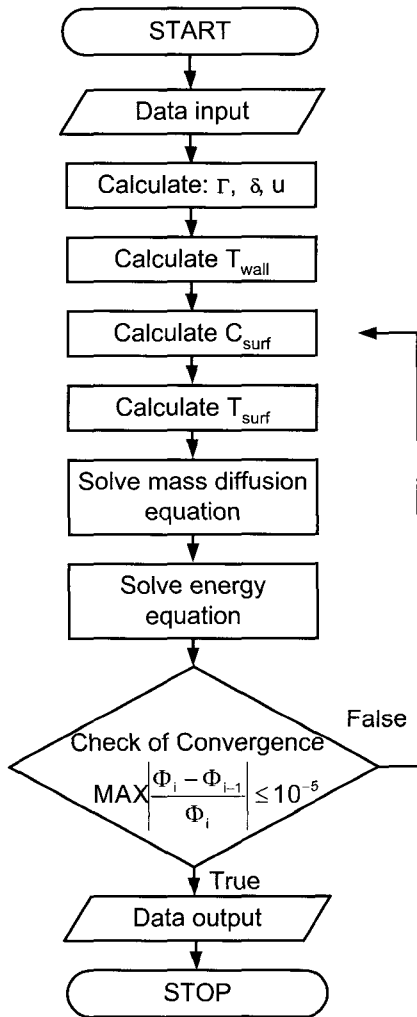 START
Data input
Calculate: Γ, δ, u
Calculate T_wall
Calculate C_surf
Calculate T_surf
Solve mass diffusion
equation
Solve energy
equation
False
Check of Convergence
MAX|(Φ_i − Φ_i-1)/Φ_i| ≤ 10^-5
True
Data output
STOP